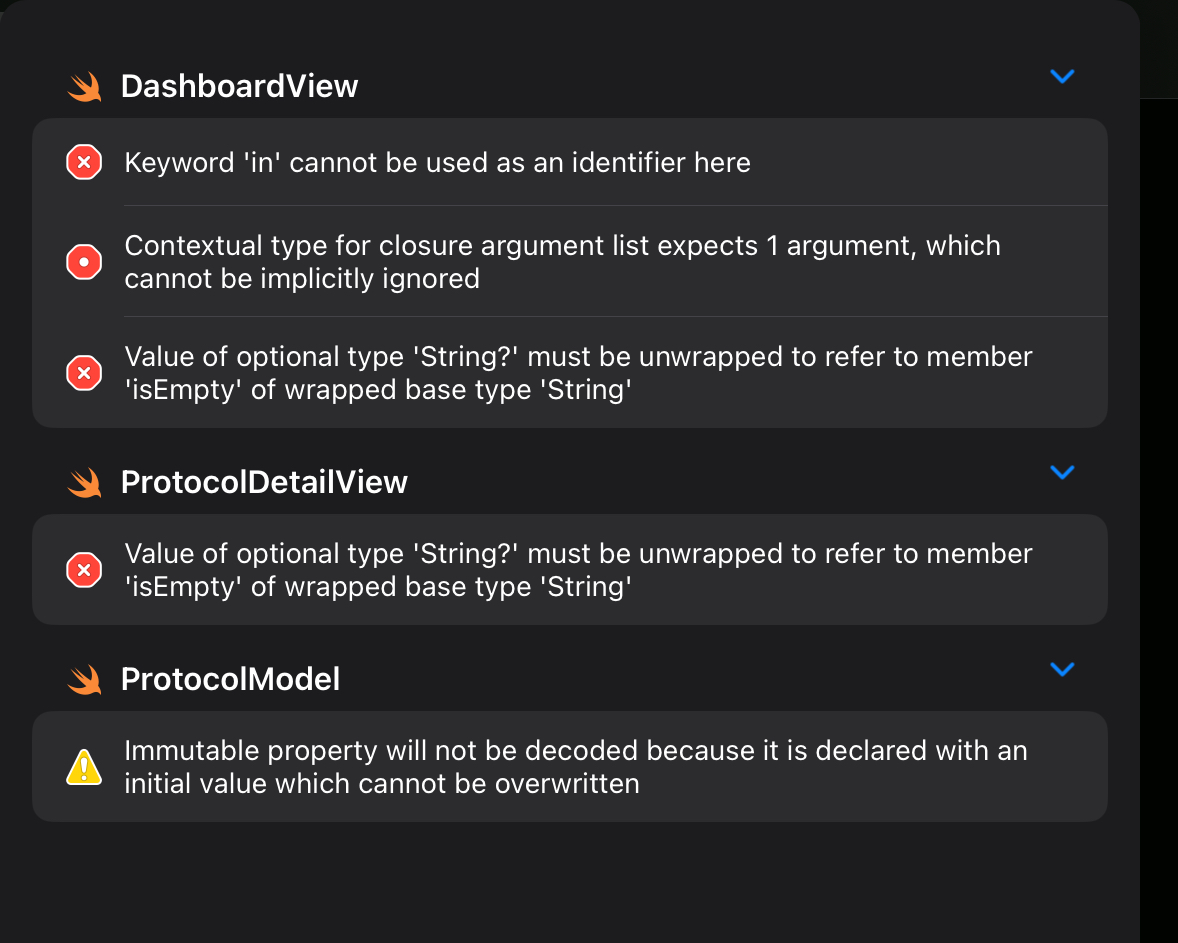 DashboardView
Keyword 'in' cannot be used as an identifier here
Contextual type for closure argument list expects 1 argument, which
cannot be implicitly ignored
Value of optional type 'String?' must be unwrapped to refer to member
'isEmpty' of wrapped base type 'String'
ProtocolDetailView
Value of optional type 'String?' must be unwrapped to refer to member
'isEmpty' of wrapped base type 'String'
ProtocolModel
Immutable property will not be decoded because it is declared with an
initial value which cannot be overwritten